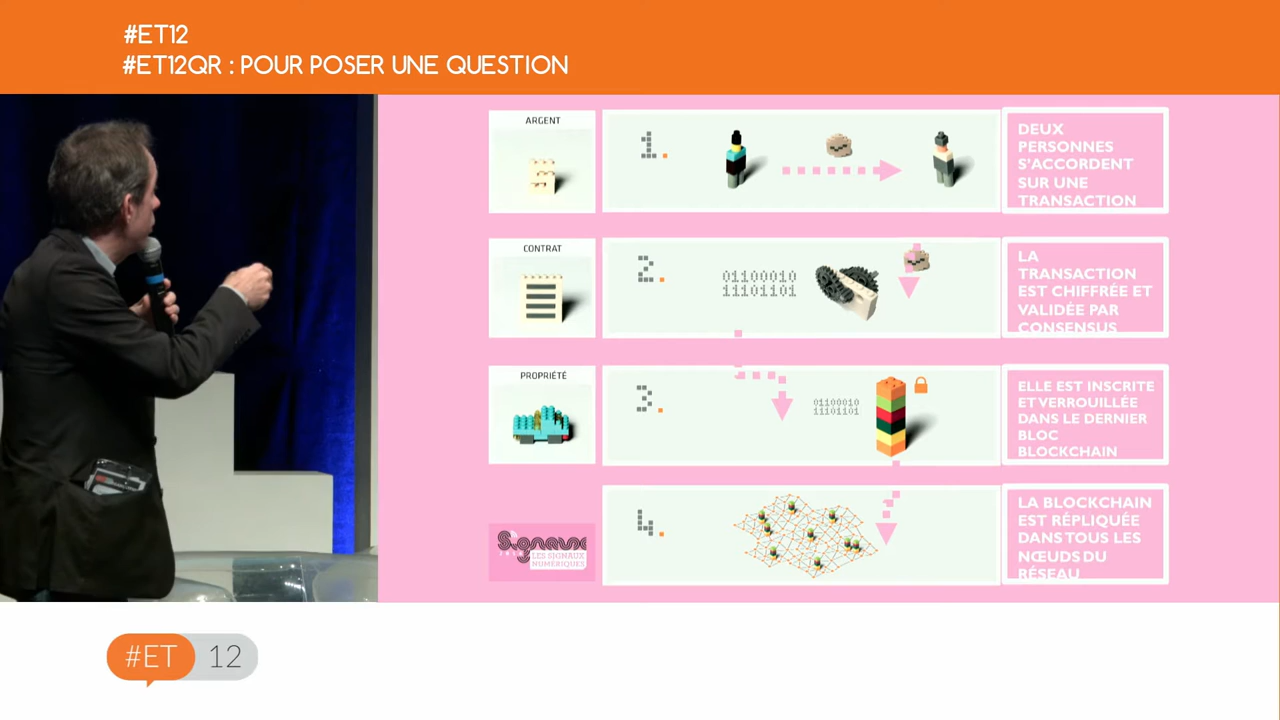 #ET12
#ET12QR : POUR POSER UNE QUESTION
ARGENT
1.
DEUX
PERSONNES
S'ACCORDENT
SUR UNE
TRANSACTION
CONTRAT
2.
01100010
11101101
LA
TRANSACTION
EST CHIFFRÉE ET
VALIDÉE PAR
CONSENSUS
PROPRIÉTÉ
3.
01100010
11101101
ELLE EST INSCRITE
ET VERROUILLÉE
DANS LE DERNIER
BLOC
BLOCKCHAIN
Signaux
LES SIGNAUX
NUMÉRIQUES
4.
LA BLOCKCHAIN
EST RÉPLIQUÉE
DANS TOUS LES
NŒUDS DU
RÉSEAU
#ET 12